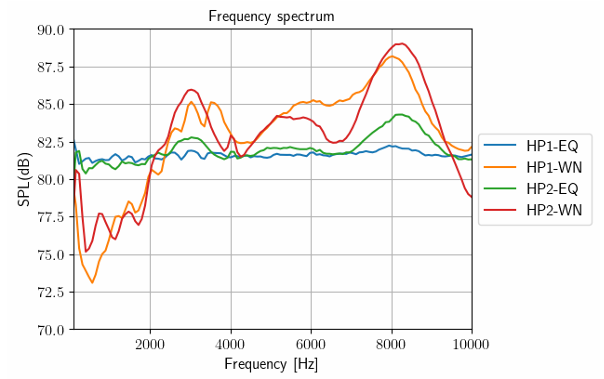 Frequency spectrum
90.0
87.5
85.0
82.5
80.0
77.5
75.0
72.5
70.0
SPL(dB)
2000 4000 6000 8000 10000
Frequency [Hz]
HP1-EQ
HP1-WN
HP2-EQ
HP2-WN